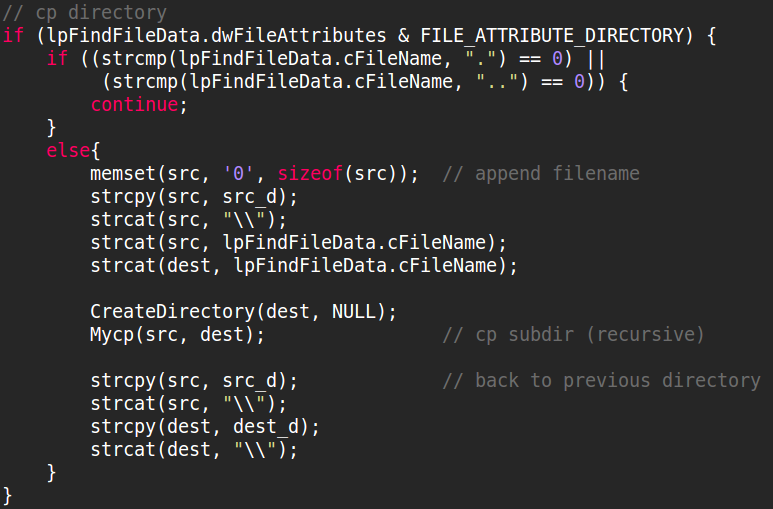 // cp directory
if (lpFindFileData.dwFileAttributes & FILE_ATTRIBUTE_DIRECTORY) {
    if ((strcmp(lpFindFileData.cFileName, ".") == 0) ||
         (strcmp(lpFindFileData.cFileName, "..") == 0)) {
        continue;
    }
    else{
        memset(src, '0', sizeof(src));  // append filename
        strcpy(src, src_d);
        strcat(src, "\\");
        strcat(src, lpFindFileData.cFileName);
        strcat(dest, lpFindFileData.cFileName);

        CreateDirectory(dest, NULL);
        Mycp(src, dest);                // cp subdir (recursive)

        strcpy(src, src_d);             // back to previous directory
        strcat(src, "\\");
        strcpy(dest, dest_d);
        strcat(dest, "\\");
    }
}